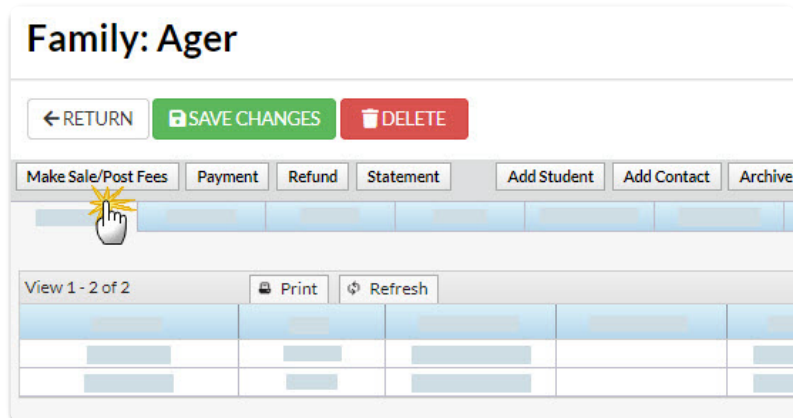 Family: Ager
RETURN SAVE CHANGES DELETE
Make Sale/Post Fees Payment Refund Statement Add Student Add Contact Archive
View 1 - 2 of 2 Print Refresh